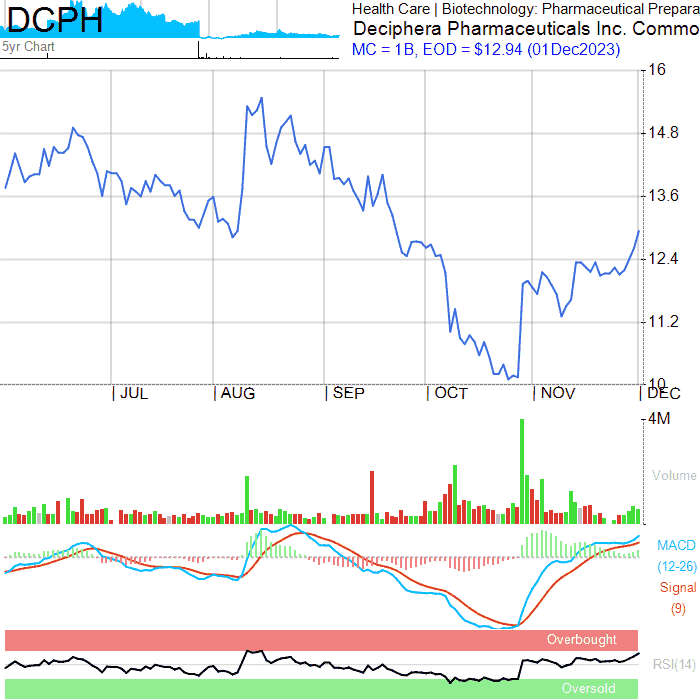 DCPH
5yr Chart
Health Care | Biotechnology: Pharmaceutical Prepara
Deciphera Pharmaceuticals Inc. Commo
MC = 1B, EOD = $12.94 (01Dec2023)
16
14.8
13.6
12.4
11.2
10
| JUL | AUG | SEP | OCT | NOV | DEC
4M
Volume
MACD
(12-26)
Signal
(9)
Overbought
RSI(14)
Oversold